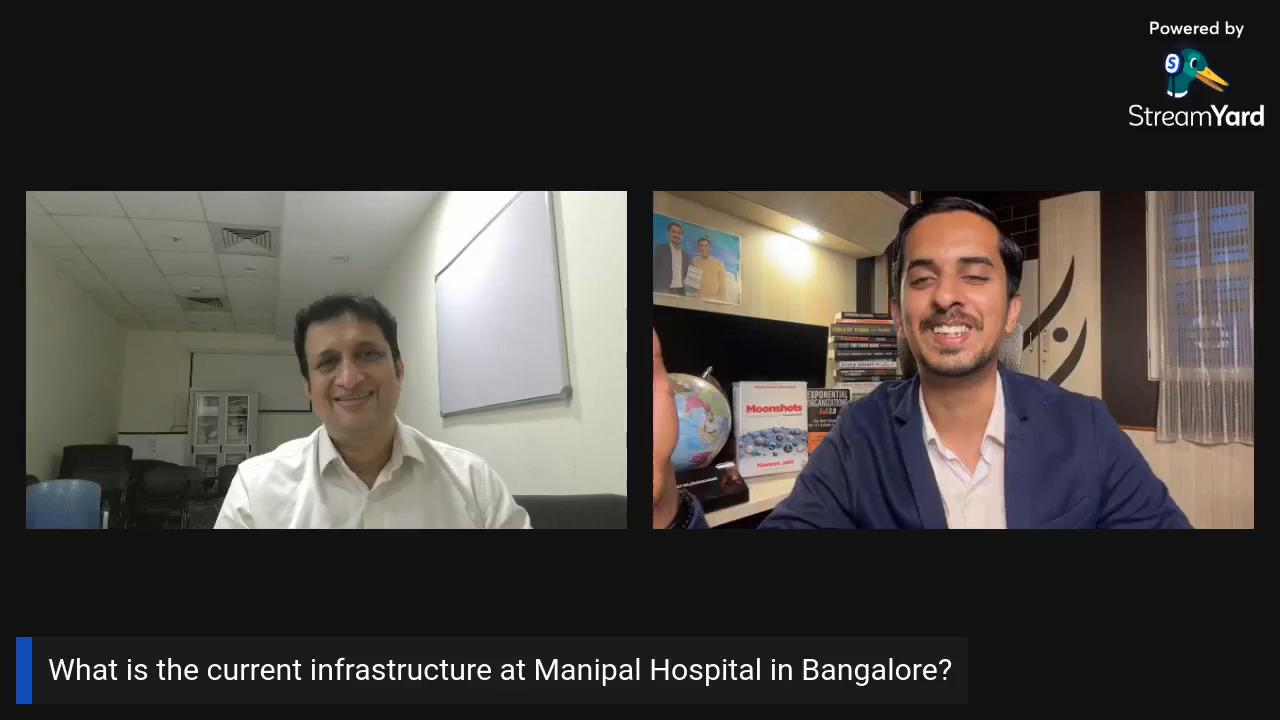 Powered by
S
StreamYard
Moonshots
Naveen Jain
EXPONENTIAL
ORGANIZATIONS
2.0
What is the current infrastructure at Manipal Hospital in Bangalore?